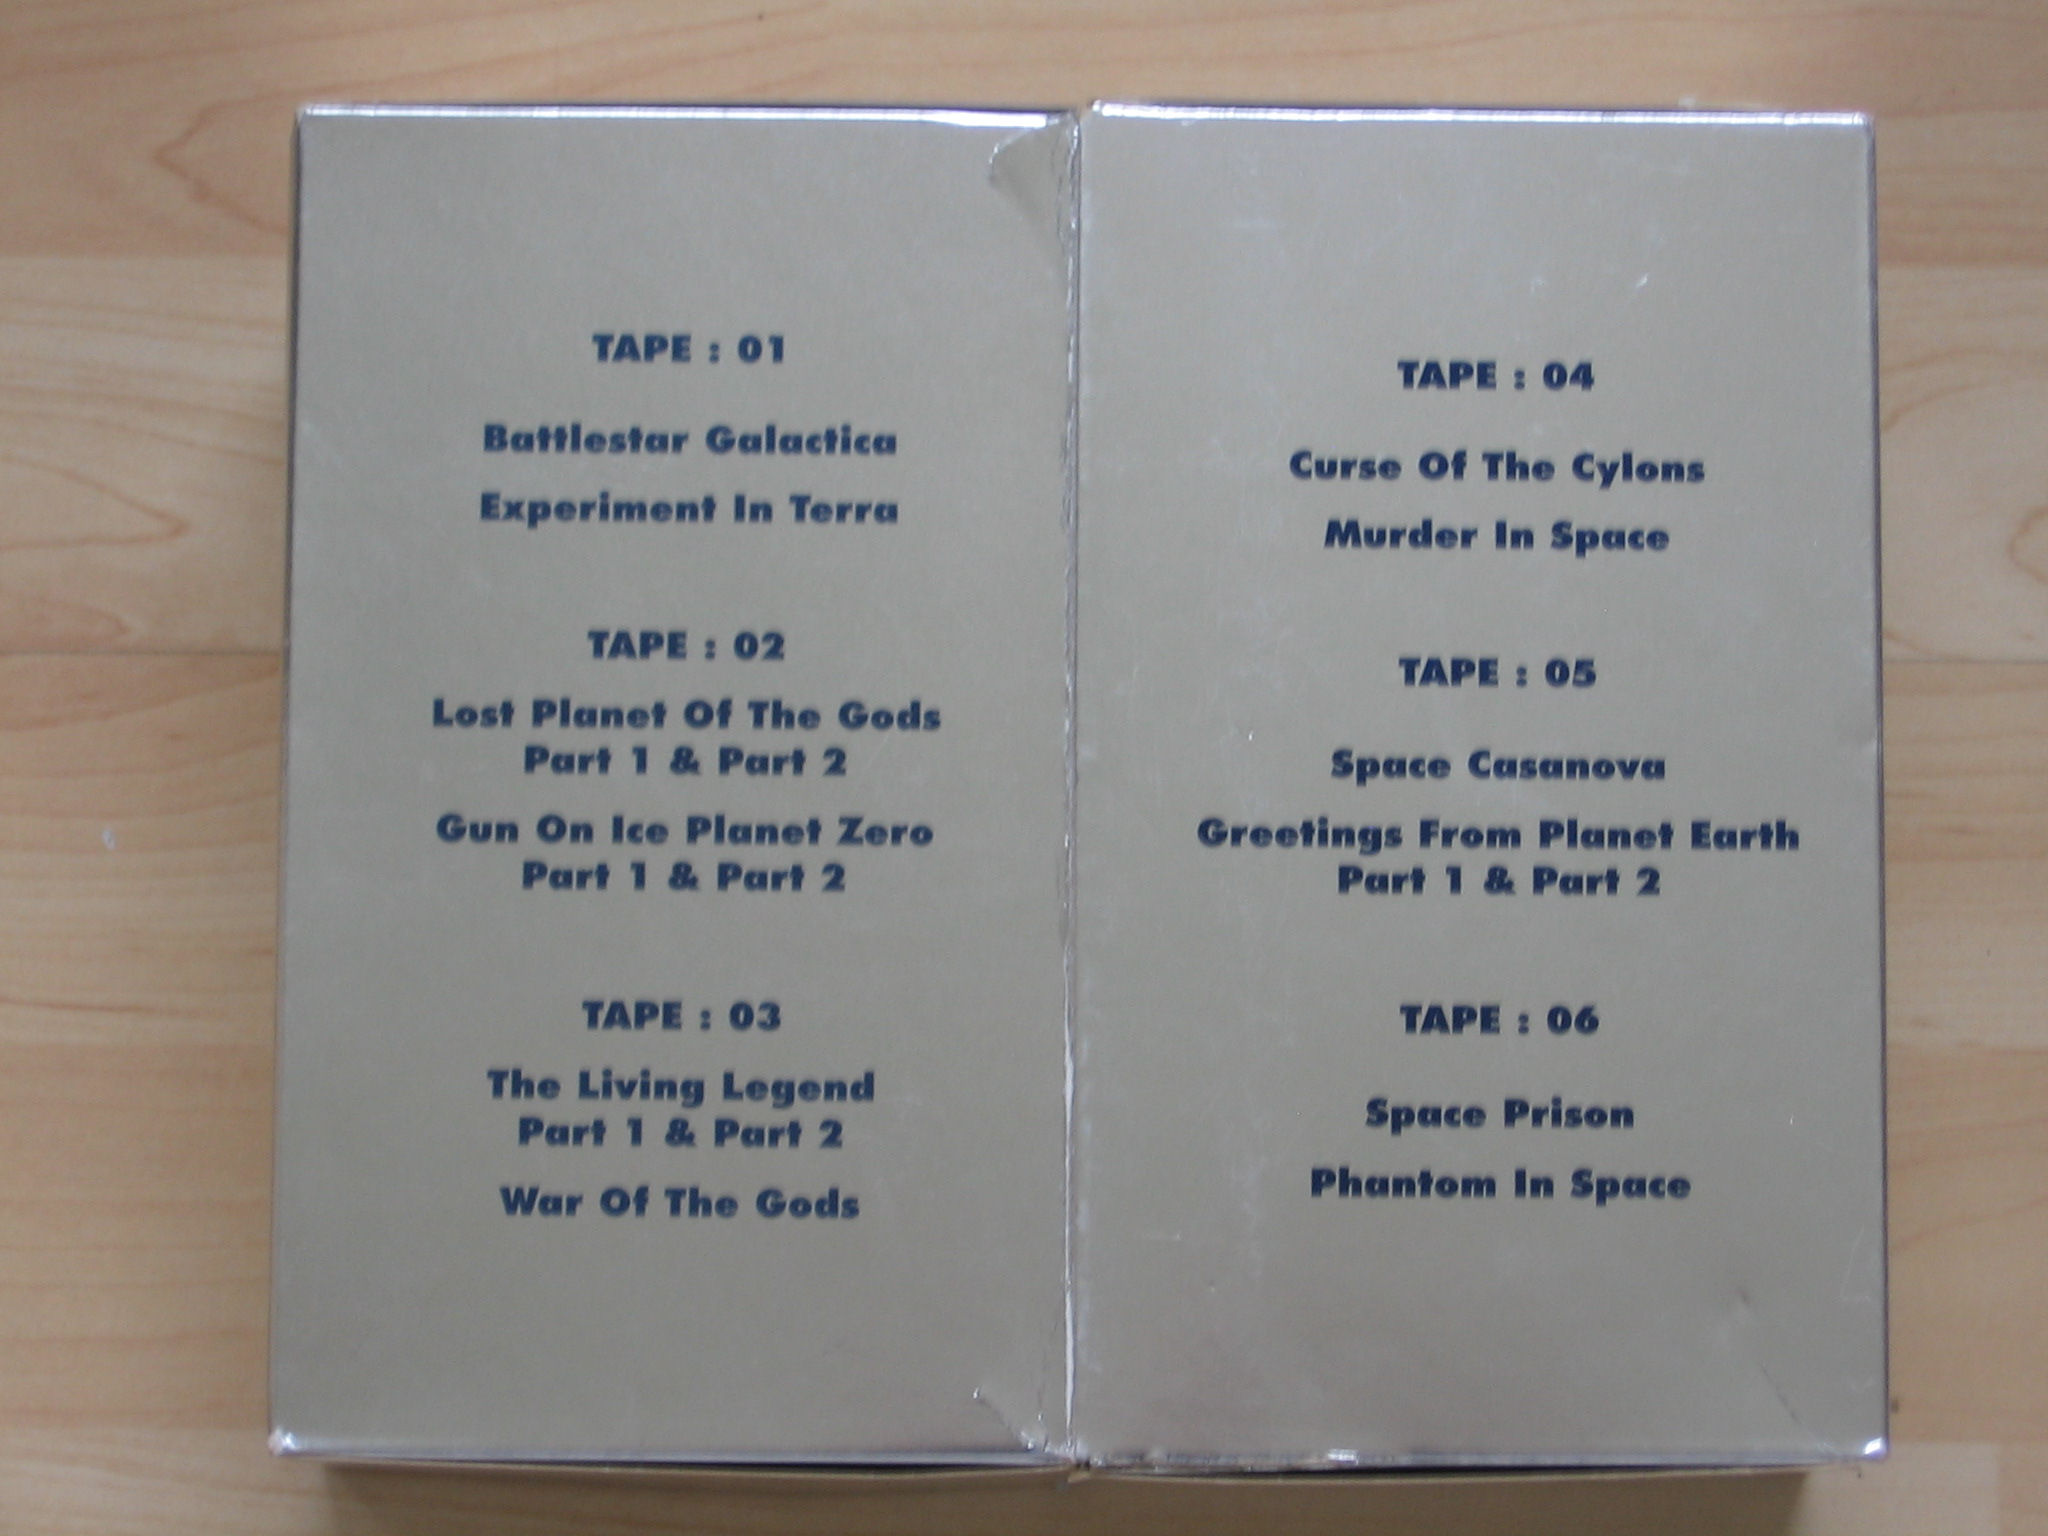 TAPE : 01
Battlestar Galactica
Experiment In Terra
TAPE : 02
Lost Planet Of The Gods
Part 1 & Part 2
Gun On Ice Planet Zero
Part 1 & Part 2
TAPE : 03
The Living Legend
Part 1 & Part 2
War Of The Gods
TAPE : 04
Curse Of The Cylons
Murder In Space
TAPE : 05
Space Casanova
Greetings From Planet Earth
Part 1 & Part 2
TAPE : 06
Space Prison
Phantom In Space